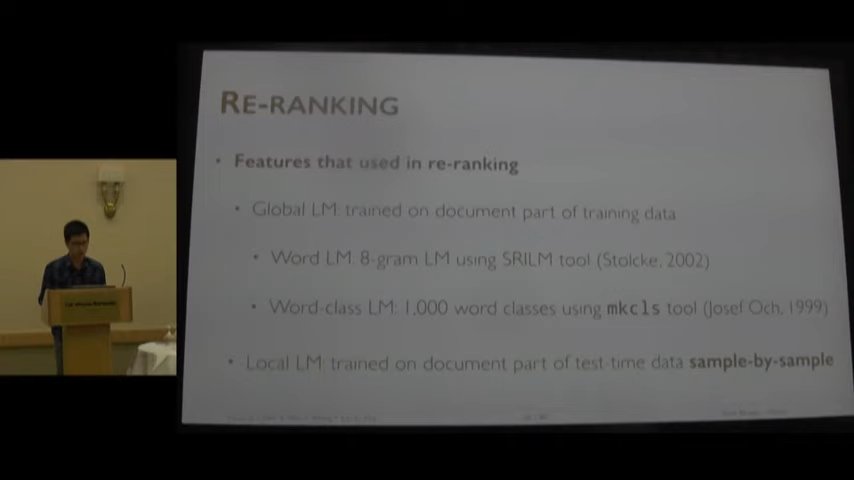 RE-RANKING
• Features that used in re-ranking
• Global LM: trained on document part of training data
• Word LM: 8-gram LM using SRILM tool (Stolcke, 2002)
• Word-class LM: 1,000 word classes using mkcls tool (Josef Och, 1999)
• Local LM: trained on document part of test-time data sample-by-sample